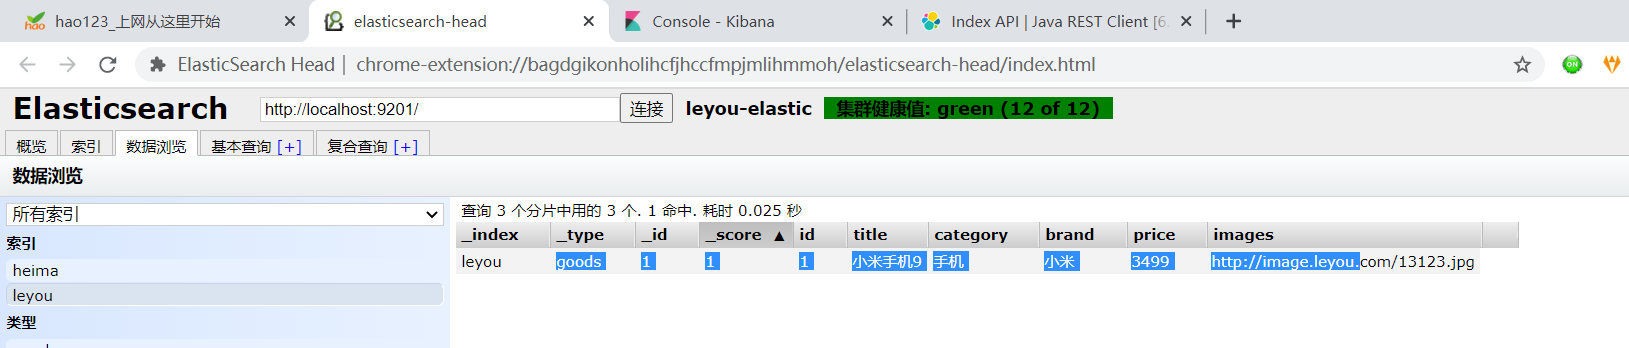 hao123_上网从这里开始
elasticsearch-head
Console - Kibana
Index API | Java REST Client [6.
ElasticSearch Head | chrome-extension://bagdgikonholihcfjhccfmpjmlihmmoh/elasticsearch-head/index.html
ON
Elasticsearch
http://localhost:9201/
连接
leyou-elastic
集群健康值: green (12 of 12)
概览 索引 数据浏览 基本查询 [+] 复合查询 [+]
数据浏览
所有索引
索引
heima
leyou
类型
查询 3 个分片中用的 3 个. 1 命中. 耗时 0.025 秒
_index _type _id _score ▲ id title category brand price images
leyou goods 1 1 1 小米手机9 手机 小米 3499 http://image.leyou.com/13123.jpg